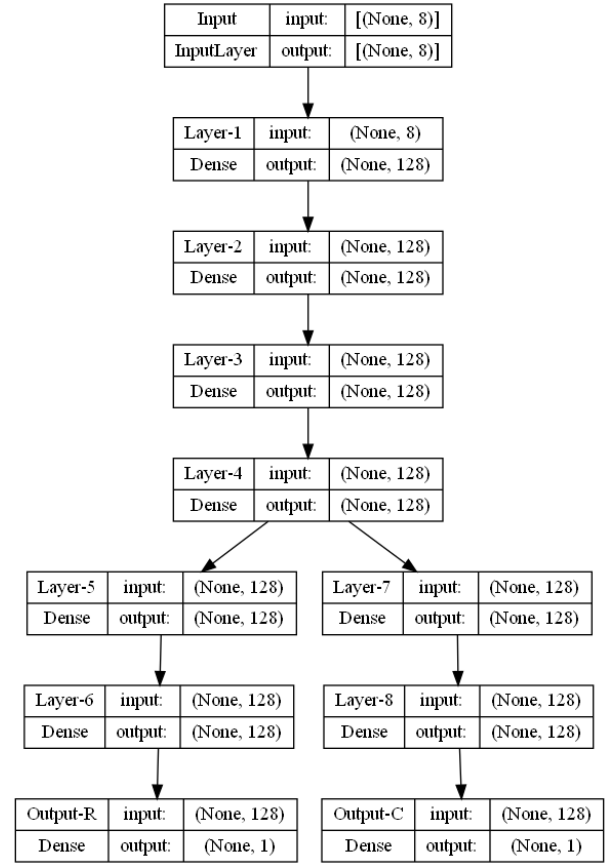 Input input: [(None, 8)]
InputLayer output: [(None, 8)]
Layer-1 input: (None, 8)
Dense output: (None, 128)
Layer-2 input: (None, 128)
Dense output: (None, 128)
Layer-3 input: (None, 128)
Dense output: (None, 128)
Layer-4 input: (None, 128)
Dense output: (None, 128)
Layer-5 input: (None, 128)
Dense output: (None, 128)
Layer-7 input: (None, 128)
Dense output: (None, 128)
Layer-6 input: (None, 128)
Dense output: (None, 128)
Layer-8 input: (None, 128)
Dense output: (None, 128)
Output-R input: (None, 128)
Dense output: (None, 1)
Output-C input: (None, 128)
Dense output: (None, 1)